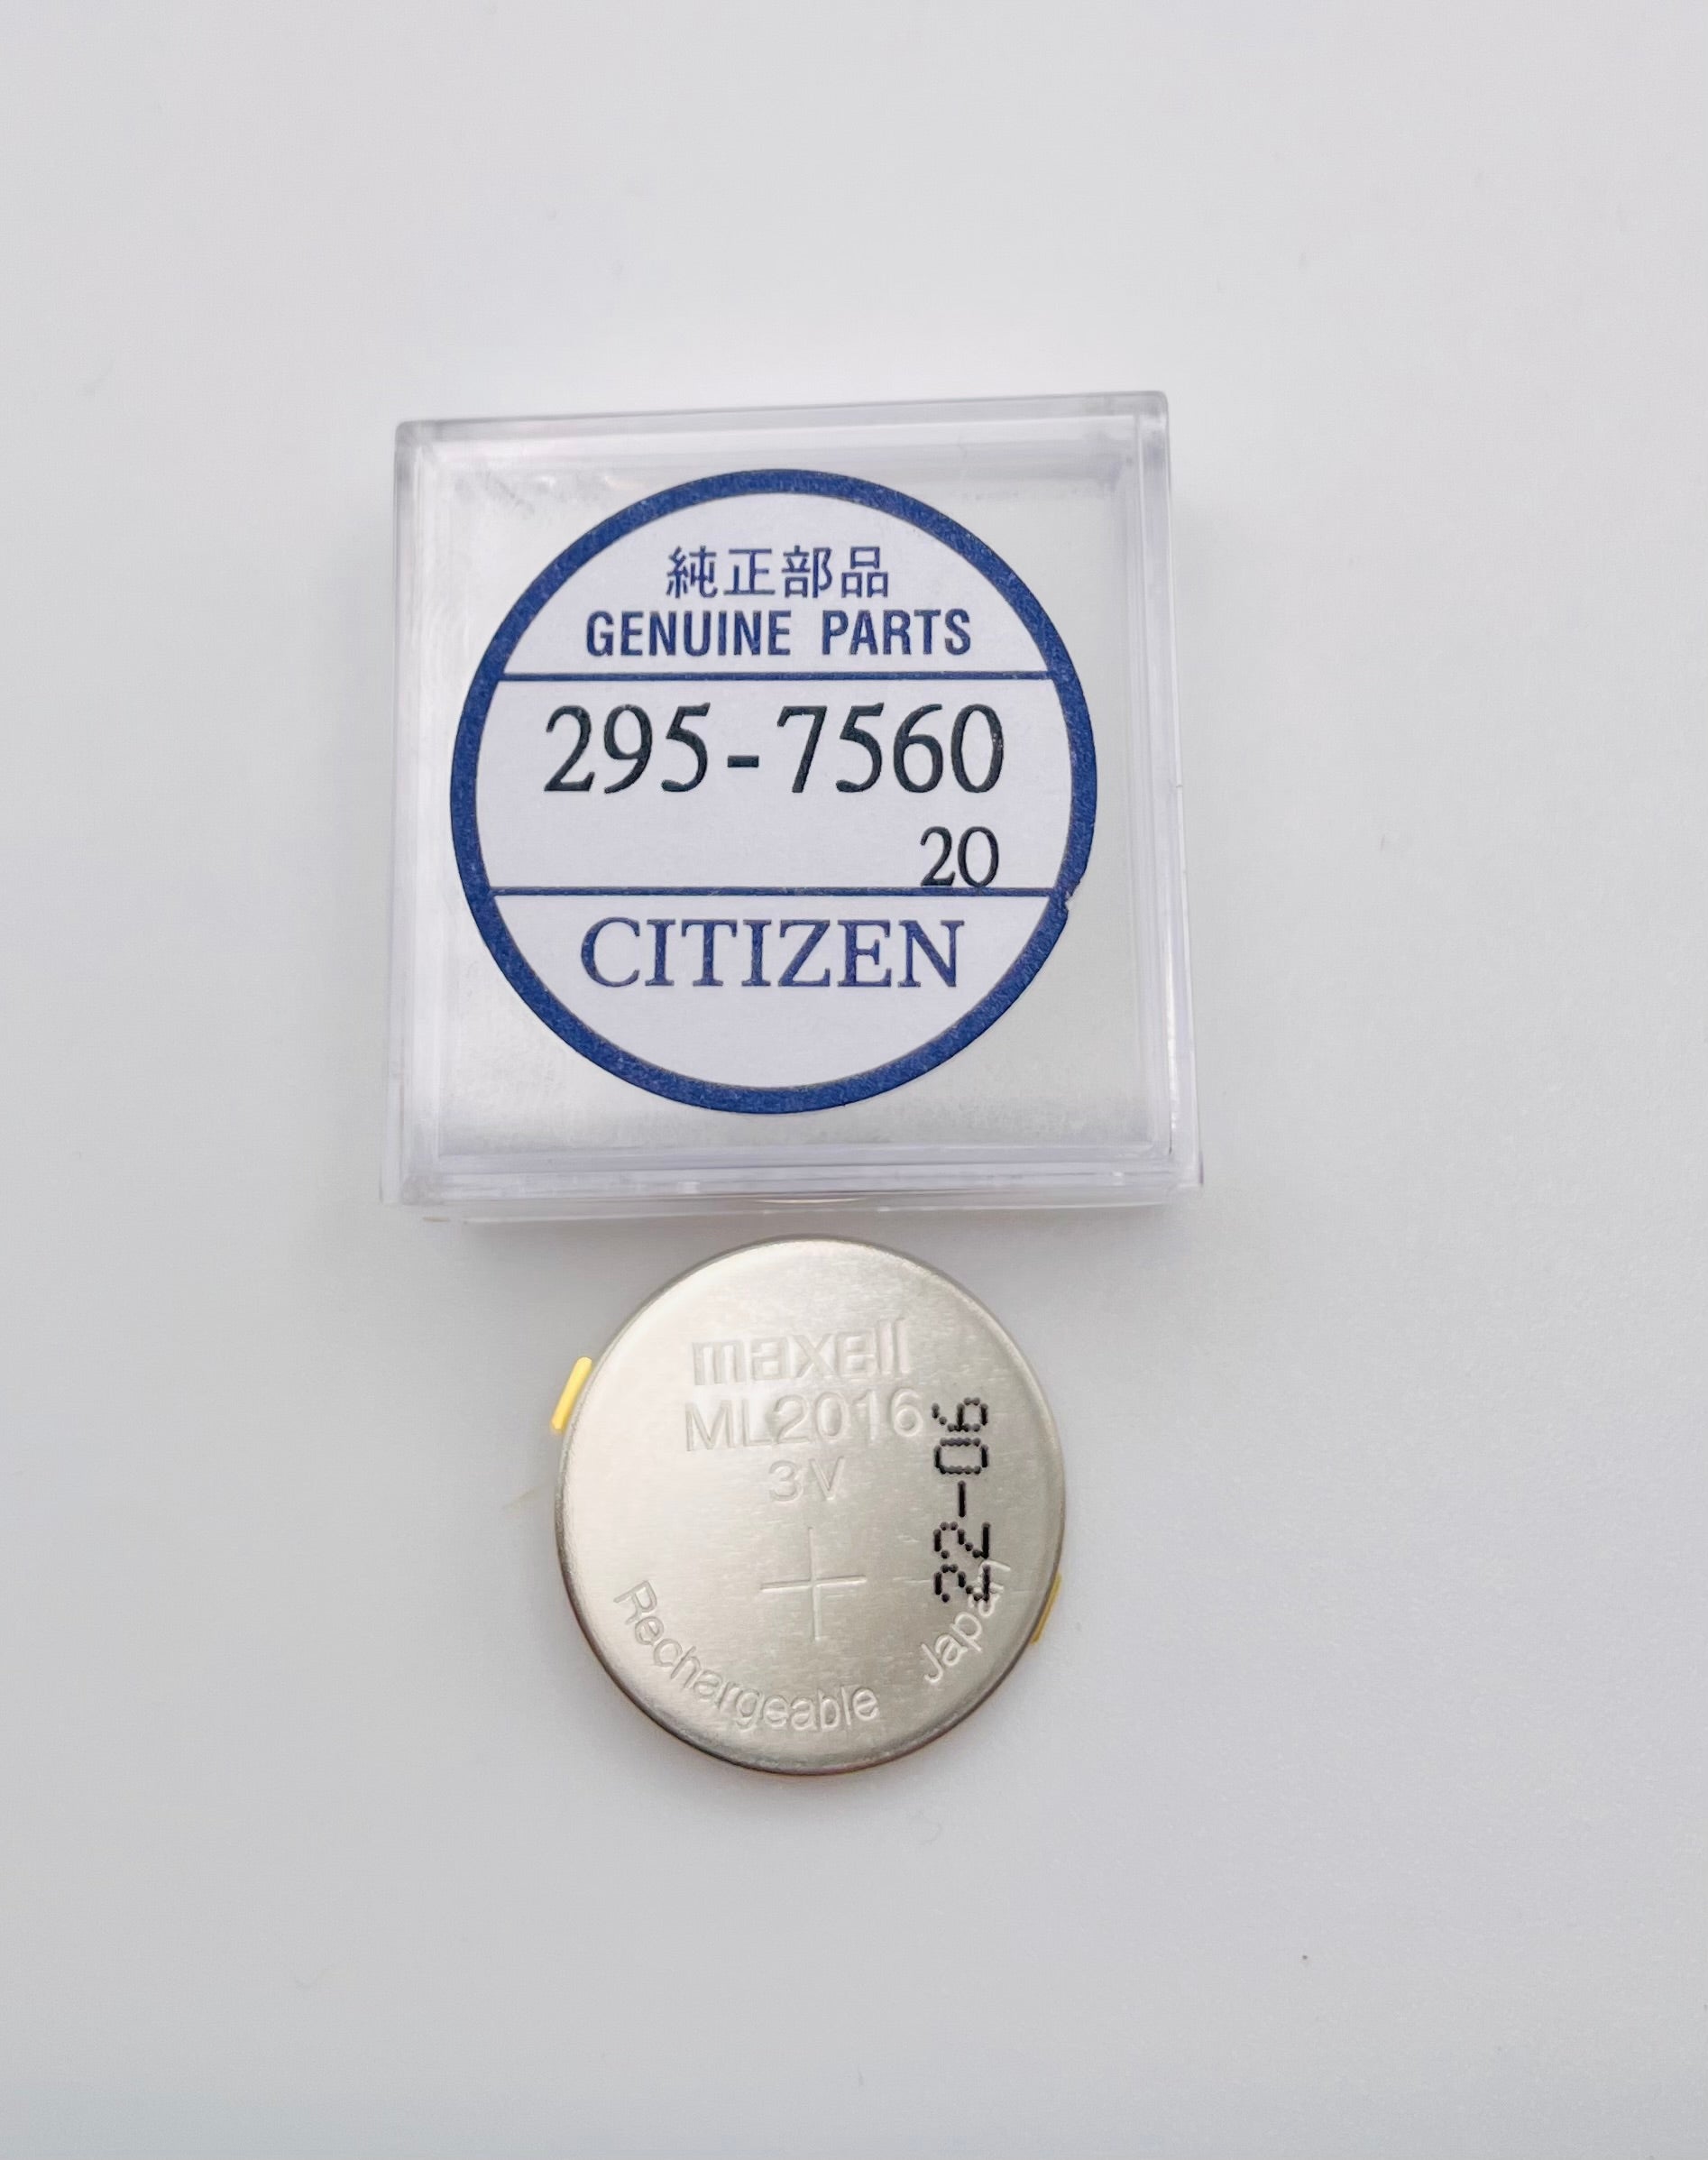 純正部品
GENUINE PARTS
295-7560
20
CITIZEN
maxell
ML2016
3V
+
22-06
Rechargeable
Japan